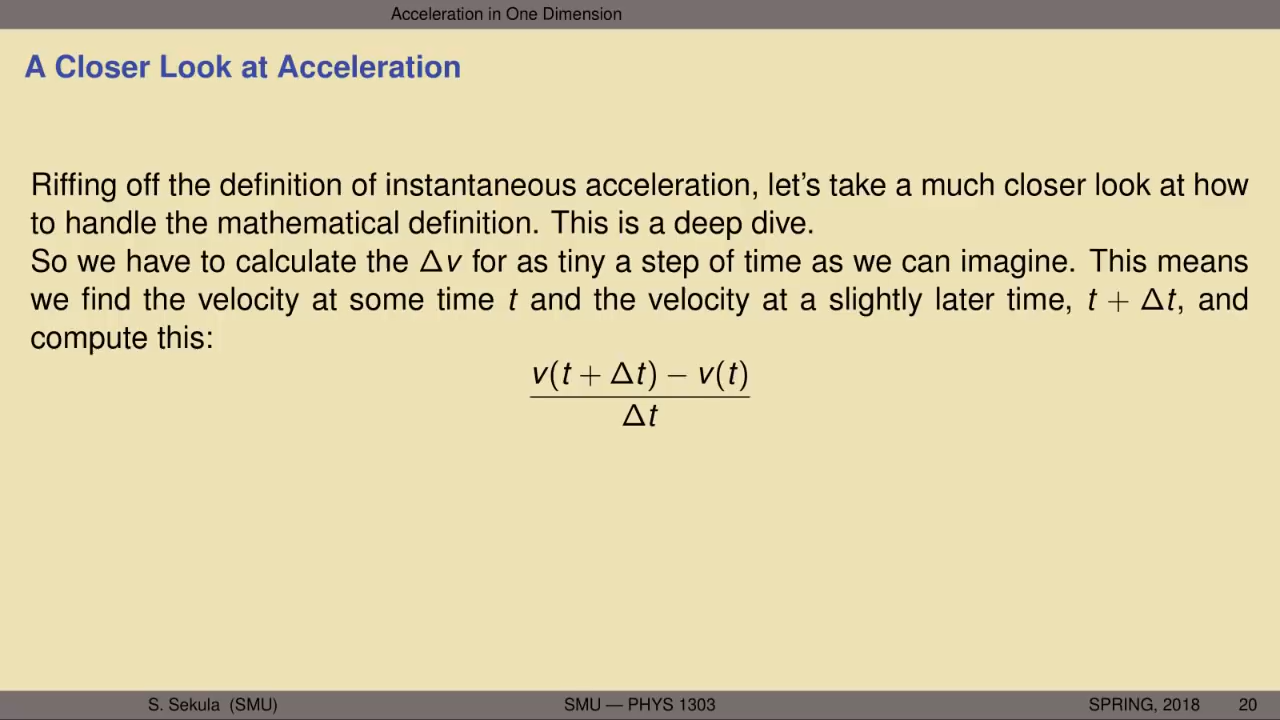 Acceleration in One Dimension
A Closer Look at Acceleration
Riffing off the definition of instantaneous acceleration, let's take a much closer look at how
to handle the mathematical definition. This is a deep dive.
So we have to calculate the Δv for as tiny a step of time as we can imagine. This means
we find the velocity at some time t and the velocity at a slightly later time, t + Δt, and
compute this:
v(t + Δt) − v(t)
Δt
S. Sekula (SMU) SMU — PHYS 1303 SPRING, 2018 20